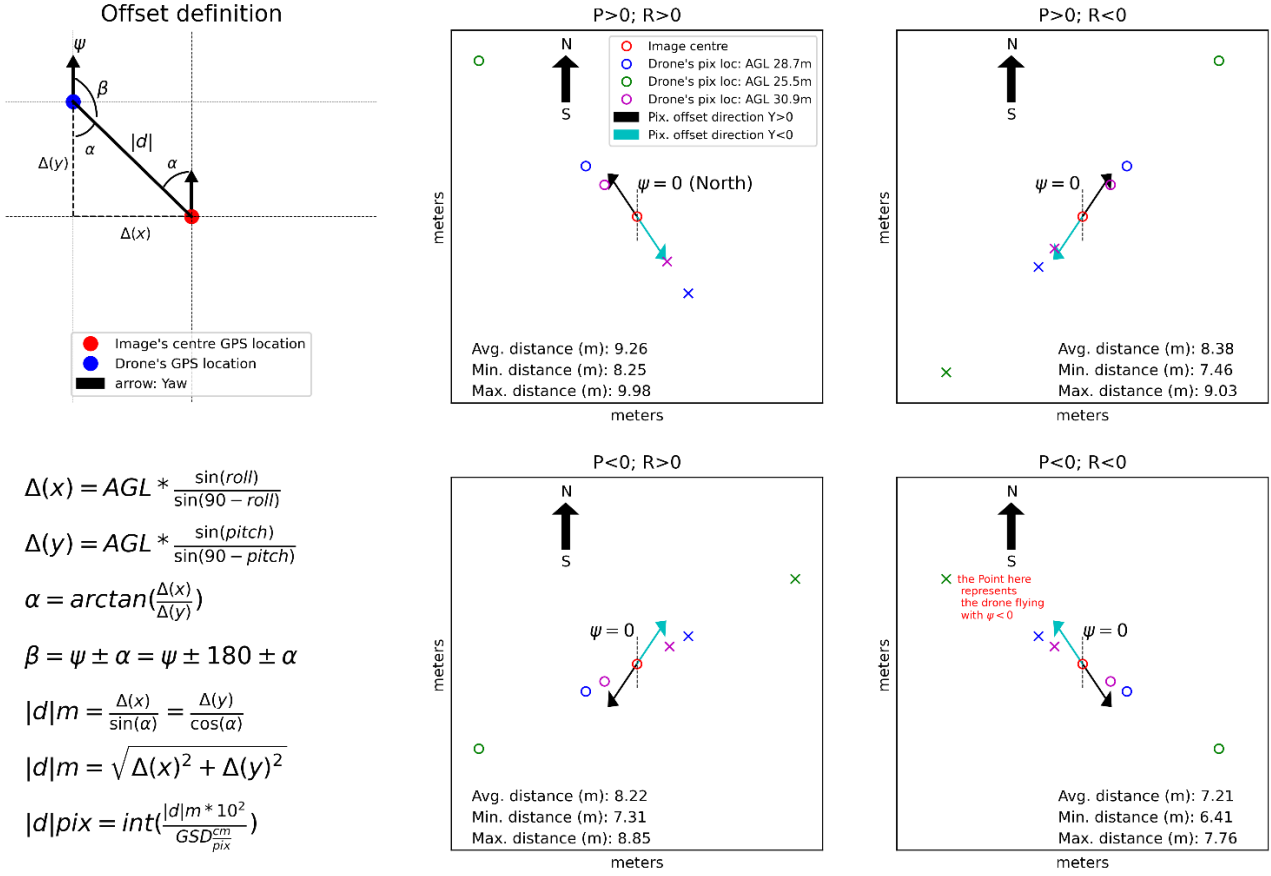 Offset definition
ψ
β
α
|d|
α
Δ(y)
Δ(x)
Image's centre GPS location
Drone's GPS location
arrow: Yaw
P>0; R>0
N
S
Image centre
Drone's pix loc: AGL 28.7m
Drone's pix loc: AGL 25.5m
Drone's pix loc: AGL 30.9m
Pix. offset direction Y>0
Pix. offset direction Y<0
ψ = 0 (North)
Avg. distance (m): 9.26
Min. distance (m): 8.25
Max. distance (m): 9.98
meters
meters
P>0; R<0
N
S
ψ = 0
Avg. distance (m): 8.38
Min. distance (m): 7.46
Max. distance (m): 9.03
meters
meters
Δ(x) = AGL * sin(roll) / sin(90 − roll)
Δ(y) = AGL * sin(pitch) / sin(90 − pitch)
α = arctan(Δ(x) / Δ(y))
β = ψ ± α = ψ ± 180 ± α
|d|m = Δ(x) / sin(α) = Δ(y) / cos(α)
|d|m = √Δ(x)² + Δ(y)²
|d|pix = int(|d|m * 10² / GSD cm/pix)
P<0; R>0
N
S
ψ = 0
Avg. distance (m): 8.22
Min. distance (m): 7.31
Max. distance (m): 8.85
meters
meters
P<0; R<0
N
S
the Point here
represents
the drone flying
with ψ<0
ψ = 0
Avg. distance (m): 7.21
Min. distance (m): 6.41
Max. distance (m): 7.76
meters
meters